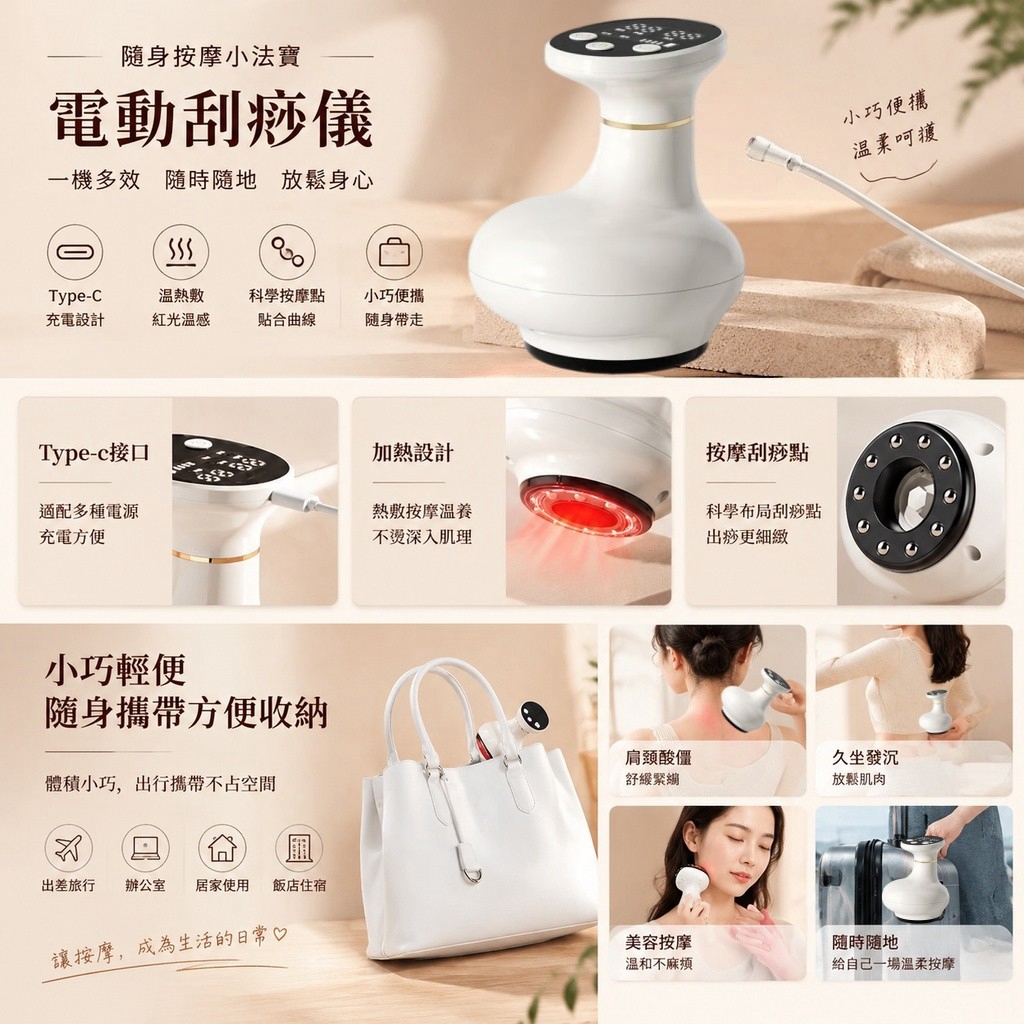 隨身按摩小法寶
電動刮痧儀
一機多效 隨時隨地 放鬆身心
Type-C
充電設計
溫熱敷
紅光溫感
科學按摩點
貼合曲線
小巧便攜
隨身帶走
小巧便攜
溫柔呵護
Type-c接口
適配多種電源
充電方便
加熱設計
熱敷按摩溫養
不燙深入肌理
按摩刮痧點
科學布局刮痧點
出痧更細緻
小巧輕便
隨身攜帶方便收納
體積小巧，出行攜帶不占空間
出差旅行
辦公室
居家使用
飯店住宿
讓按摩，成為生活的日常♡
肩頸酸僵
舒緩緊繃
久坐發沉
放鬆肌肉
美容按摩
溫和不麻煩
隨時隨地
給自己一場溫柔按摩